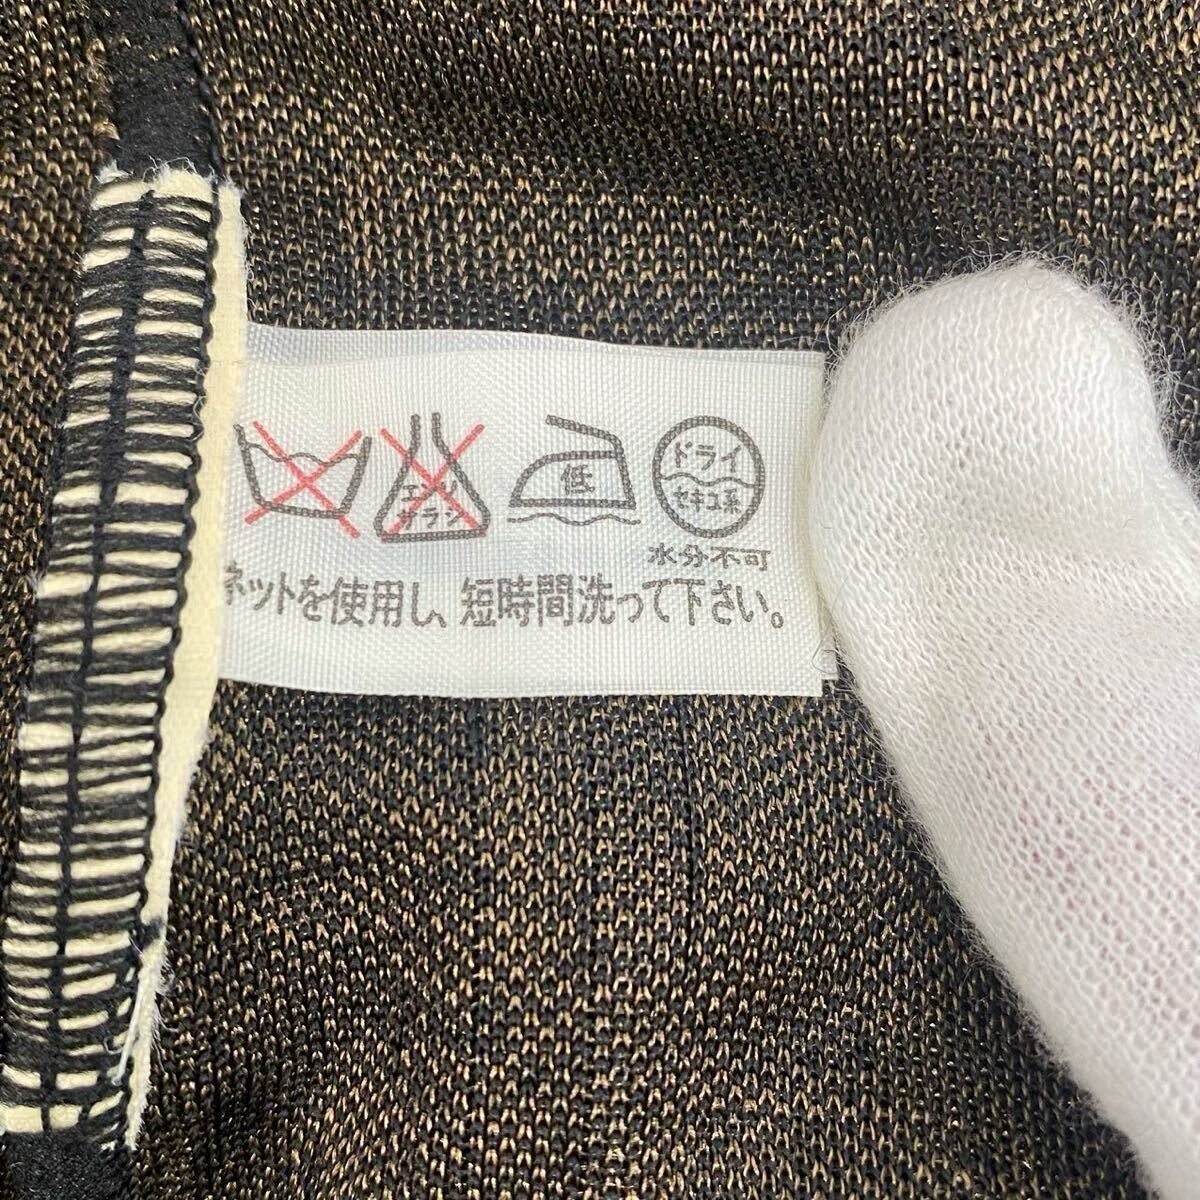 エンソ
サラシ
低
ドライ
セキユ系
水分不可
ネットを使用し、短時間洗って下さい。